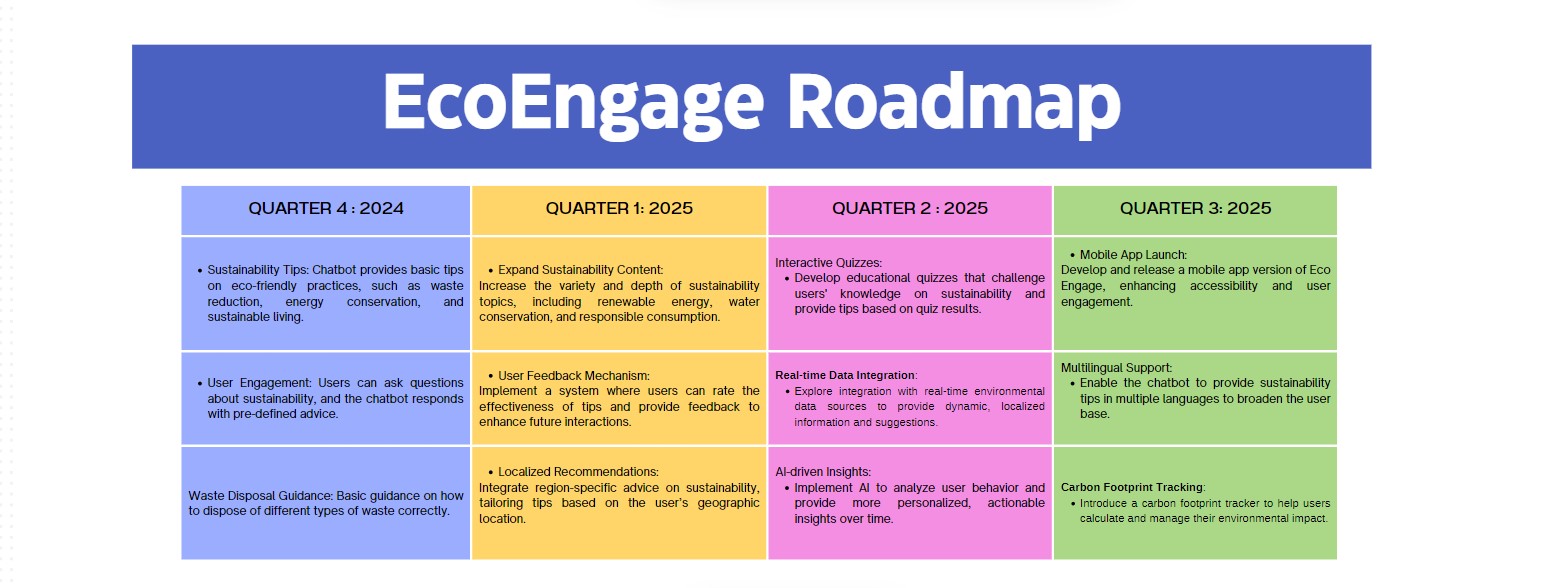 EcoEngage Roadmap
QUARTER 4 : 2024
QUARTER 1: 2025
QUARTER 2 : 2025
QUARTER 3: 2025
• Sustainability Tips: Chatbot provides basic tips
on eco-friendly practices, such as waste
reduction, energy conservation, and
sustainable living.
• Expand Sustainability Content:
Increase the variety and depth of sustainability
topics, including renewable energy, water
conservation, and responsible consumption.
Interactive Quizzes:
• Develop educational quizzes that challenge
users' knowledge on sustainability and
provide tips based on quiz results.
• Mobile App Launch:
Develop and release a mobile app version of Eco
Engage, enhancing accessibility and user
engagement.
• User Engagement: Users can ask questions
about sustainability, and the chatbot responds
with pre-defined advice.
• User Feedback Mechanism:
Implement a system where users can rate the
effectiveness of tips and provide feedback to
enhance future interactions.
Real-time Data Integration:
• Explore integration with real-time environmental
data sources to provide dynamic, localized
information and suggestions.
Multilingual Support:
• Enable the chatbot to provide sustainability
tips in multiple languages to broaden the user
base.
Waste Disposal Guidance: Basic guidance on how
to dispose of different types of waste correctly.
• Localized Recommendations:
Integrate region-specific advice on sustainability,
tailoring tips based on the user's geographic
location.
AI-driven Insights:
• Implement AI to analyze user behavior and
provide more personalized, actionable
insights over time.
Carbon Footprint Tracking:
• Introduce a carbon footprint tracker to help users
calculate and manage their environmental impact.